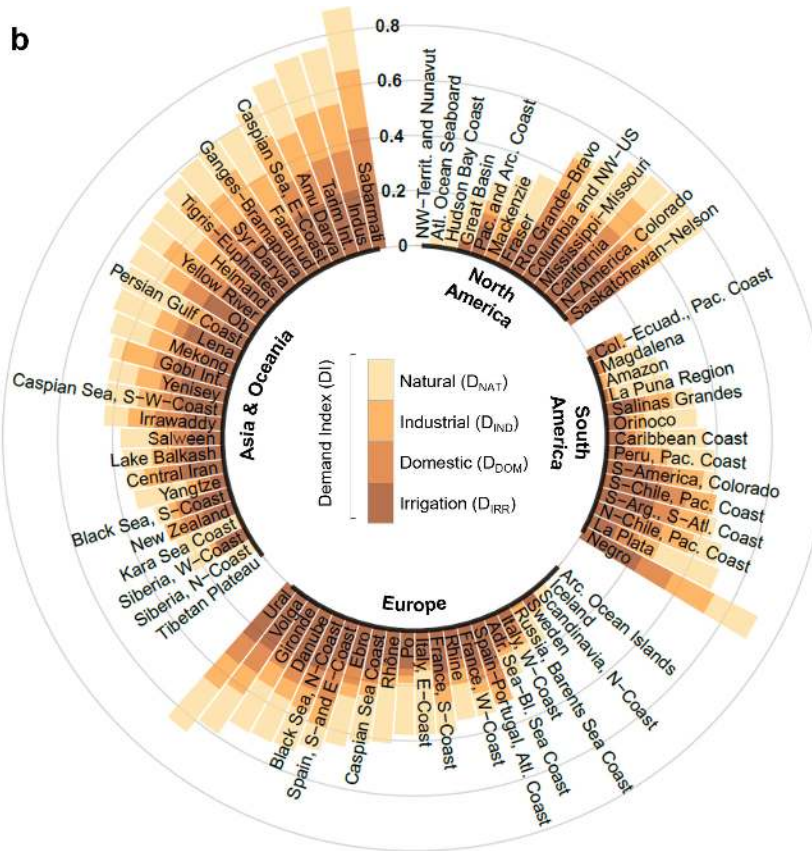 b
0.8
0.6
0.4
0.2
0
NW-Territ. and Nunavut
Atl. Ocean Seaboard
Hudson Bay Coast
Great Basin
Pac. and Arc. Coast
Mackenzie
Fraser
Rio Grande-Bravo
Columbia and NW-US
Mississippi-Missouri
California
N-America, Colorado
Saskatchewan-Nelson
North
America
Col.-Ecuad., Pac. Coast
Magdalena
Amazon
La Puna Region
Salinas Grandes
Orinoco
Caribbean Coast
Peru, Pac. Coast
S-America, Colorado
S-Chile, Pac. Coast
S-Arg., S-Atl. Coast
N-Chile, Pac. Coast
La Plata
Negro
South
America
Arc. Ocean Islands
Iceland
Scandinavia, N-Coast
Sweden
Russia, Barents Sea Coast
Italy, W-Coast
Adr. Sea-Bl. Sea Coast
Spain-Portugal, Atl. Coast
France, W-Coast
Rhine
France, S-Coast
Italy, E-Coast
Po
Rhône
Caspian Sea Coast
Ebro
Spain, S-and E-Coast
Black Sea, N-Coast
Danube
Gironde
Volga
Ural
Europe
Tibetan Plateau
Siberia, N-Coast
Siberia, W-Coast
Kara Sea Coast
New Zealand
Black Sea, S-Coast
Yangtze
Central Iran
Lake Balkash
Salween
Irrawaddy
Caspian Sea, S-W-Coast
Yenisey
Gobi Int.
Mekong
Lena
Persian Gulf Coast
Ob
Yellow River
Helmand
Tigris-Euphrates
Syr Darya
Ganges-Bramaputra
Farahrud
Caspian Sea, E-Coast
Amu Darya
Tarim Int.
Indus
Sabarmati
Asia & Oceania
Demand Index (DI)
Natural (DNAT)
Industrial (DIND)
Domestic (DDOM)
Irrigation (DIRR)